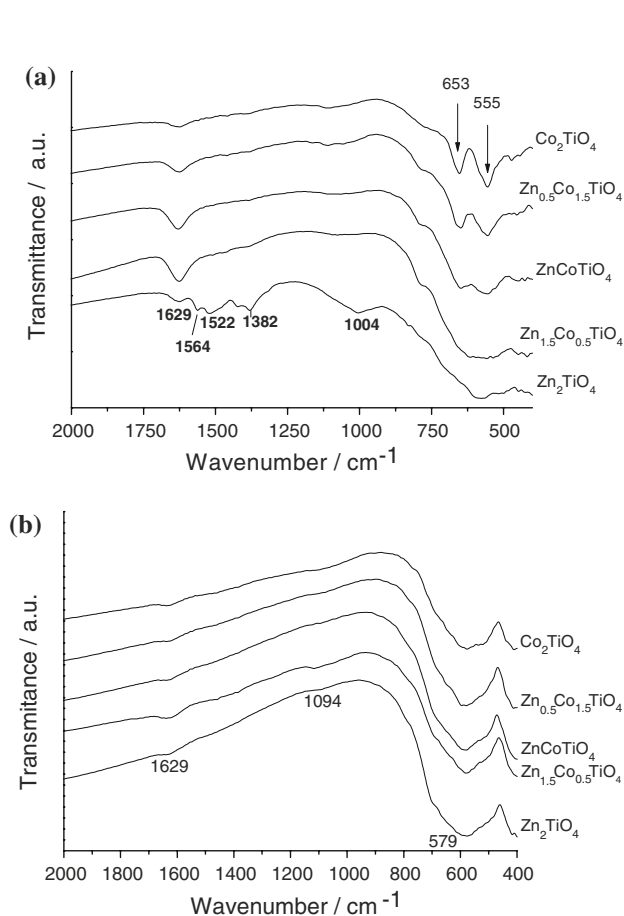 (a)
653
555
Co₂TiO₄
Zn₀.₅Co₁.₅TiO₄
ZnCoTiO₄
Zn₁.₅Co₀.₅TiO₄
Zn₂TiO₄
1629
1564
1522
1382
1004
Transmittance / a.u.
2000 1750 1500 1250 1000 750 500
Wavenumber / cm⁻¹
(b)
Co₂TiO₄
Zn₀.₅Co₁.₅TiO₄
ZnCoTiO₄
Zn₁.₅Co₀.₅TiO₄
Zn₂TiO₄
1094
1629
579
Transmittance / a.u.
2000 1800 1600 1400 1200 1000 800 600 400
Wavenumber / cm⁻¹